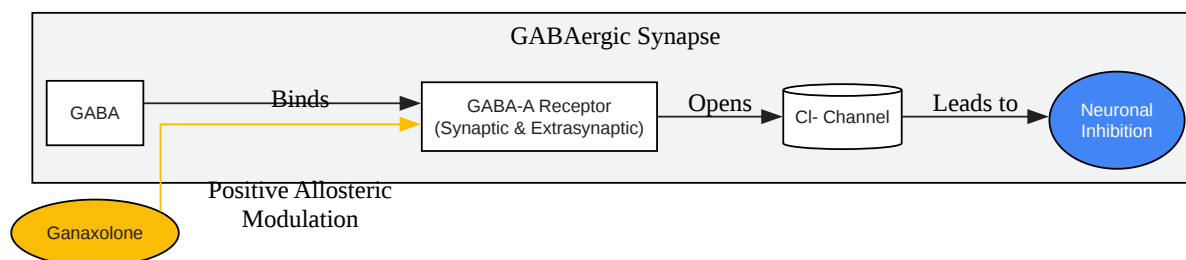 GABAergic Synapse
GABA
Binds
GABA-A Receptor
(Synaptic & Extrasynaptic)
Opens
Cl- Channel
Leads to
Neuronal
Inhibition
Positive Allosteric
Modulation
Ganaxolone